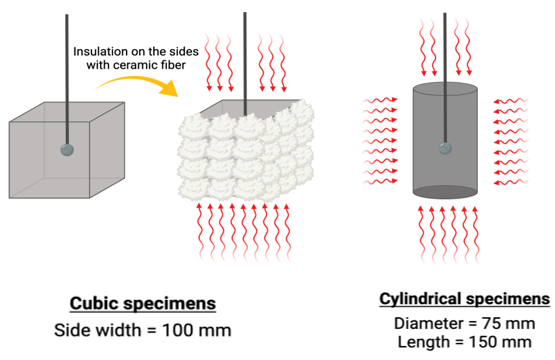 Insulation on the sides
with ceramic fiber
Cubic specimens
Side width = 100 mm
Cylindrical specimens
Diameter = 75 mm
Length = 150 mm